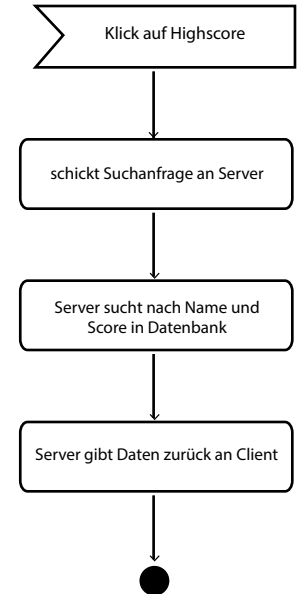 Klick auf Highscore
schickt Suchanfrage an Server
Server sucht nach Name und
Score in Datenbank
Server gibt Daten zurück an Client